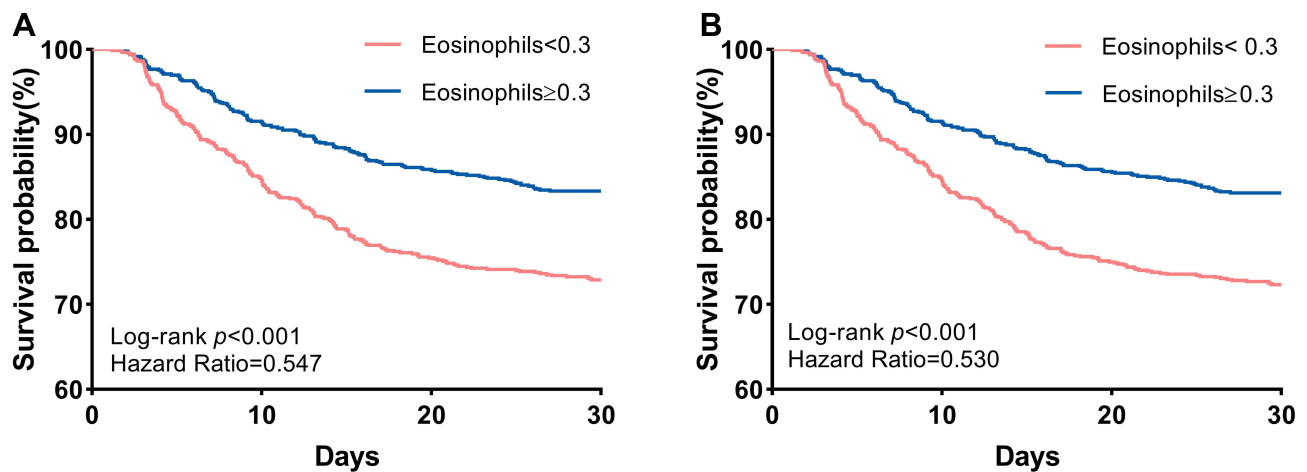 A
Survival probability(%)
100
90
80
70
60
0
10
20
30
Days
Eosinophils<0.3
Eosinophils≥0.3
Log-rank p<0.001
Hazard Ratio=0.547
B
Survival probability(%)
100
90
80
70
60
0
10
20
30
Days
Eosinophils< 0.3
Eosinophils≥0.3
Log-rank p<0.001
Hazard Ratio=0.530